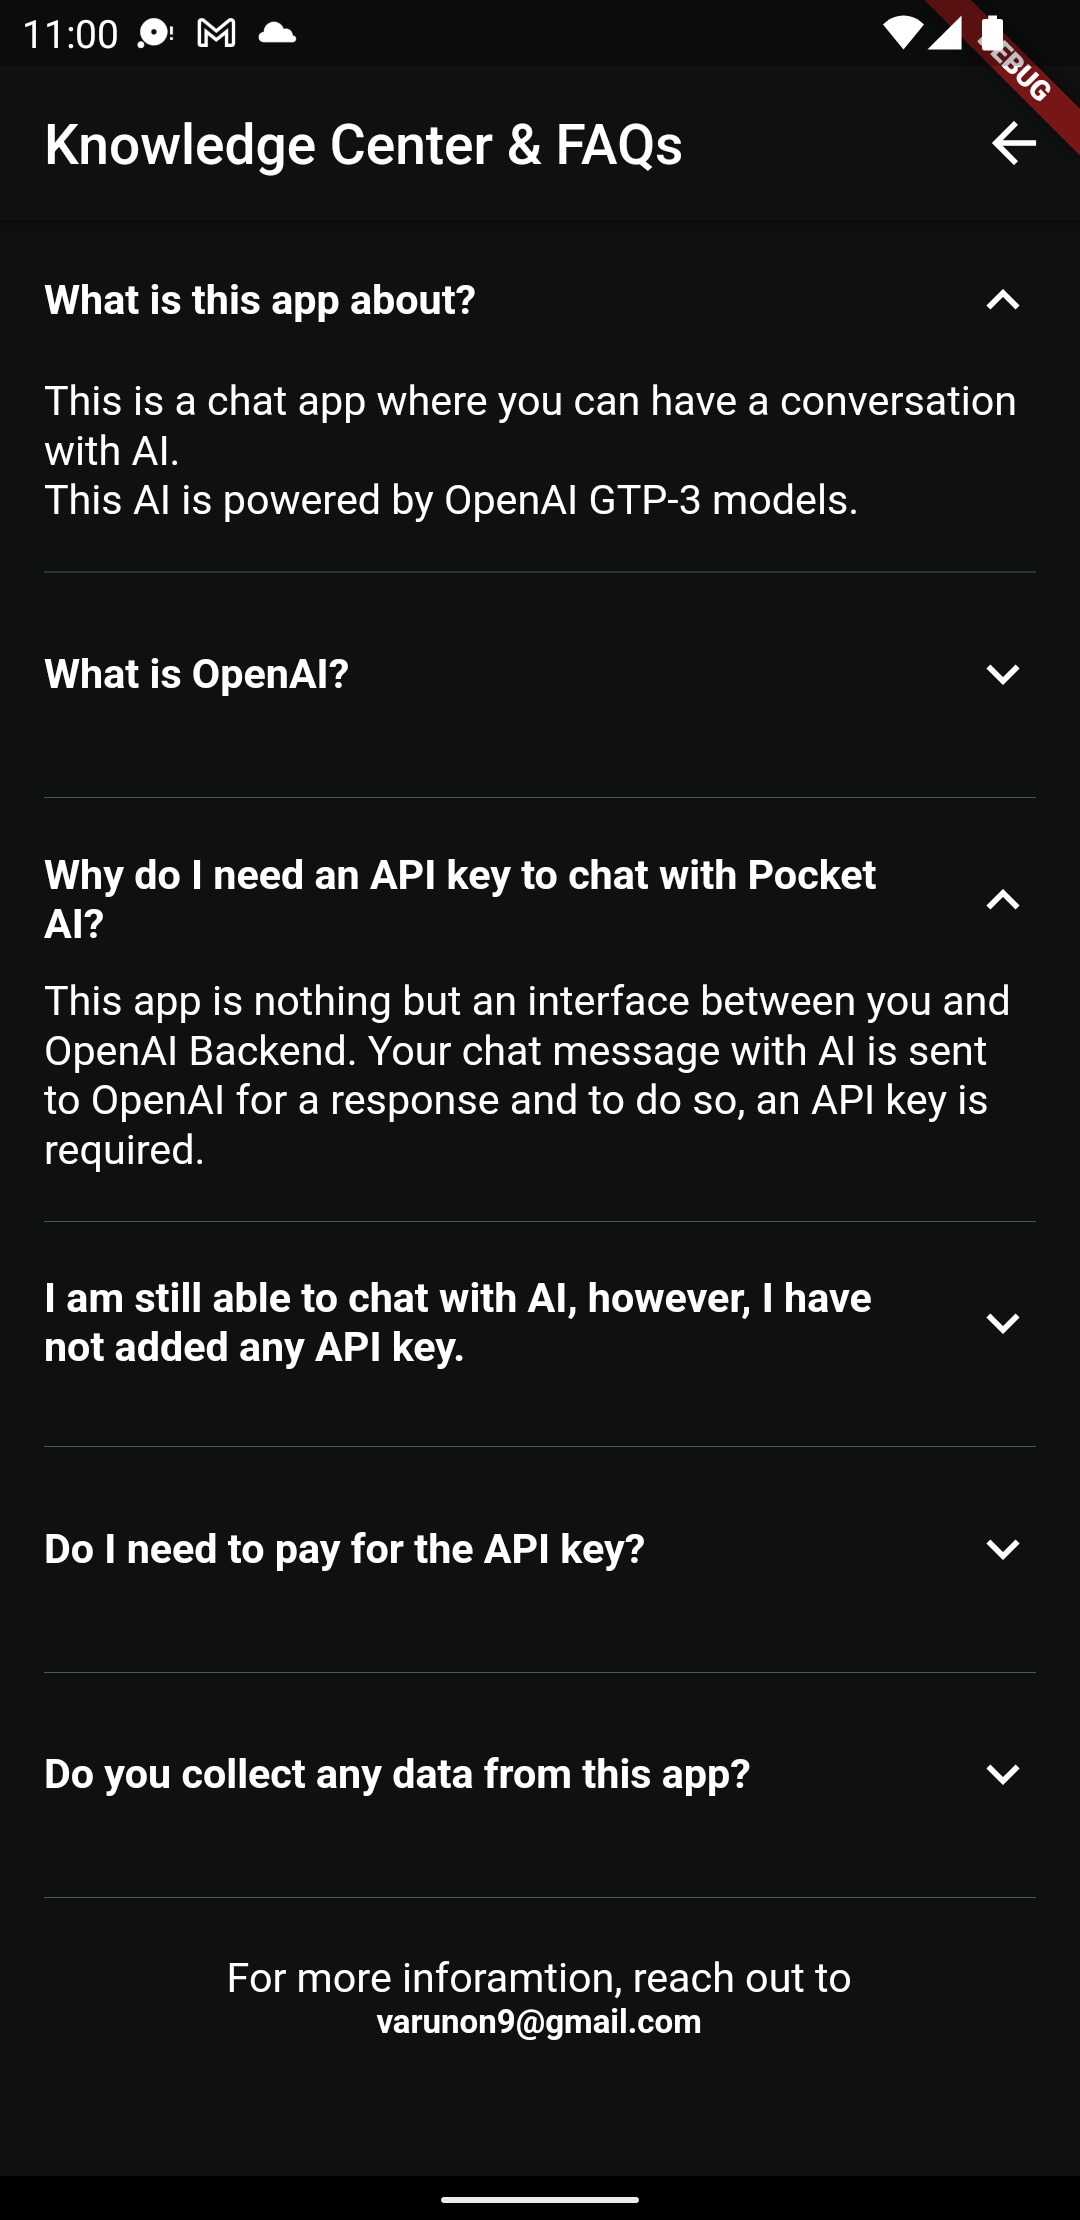 11:00
DEBUG
Knowledge Center & FAQs
What is this app about?
This is a chat app where you can have a conversation
with AI.
This AI is powered by OpenAI GTP-3 models.
What is OpenAI?
Why do I need an API key to chat with Pocket
AI?
This app is nothing but an interface between you and
OpenAI Backend. Your chat message with AI is sent
to OpenAI for a response and to do so, an API key is
required.
I am still able to chat with AI, however, I have
not added any API key.
Do I need to pay for the API key?
Do you collect any data from this app?
For more inforamtion, reach out to
varunon9@gmail.com